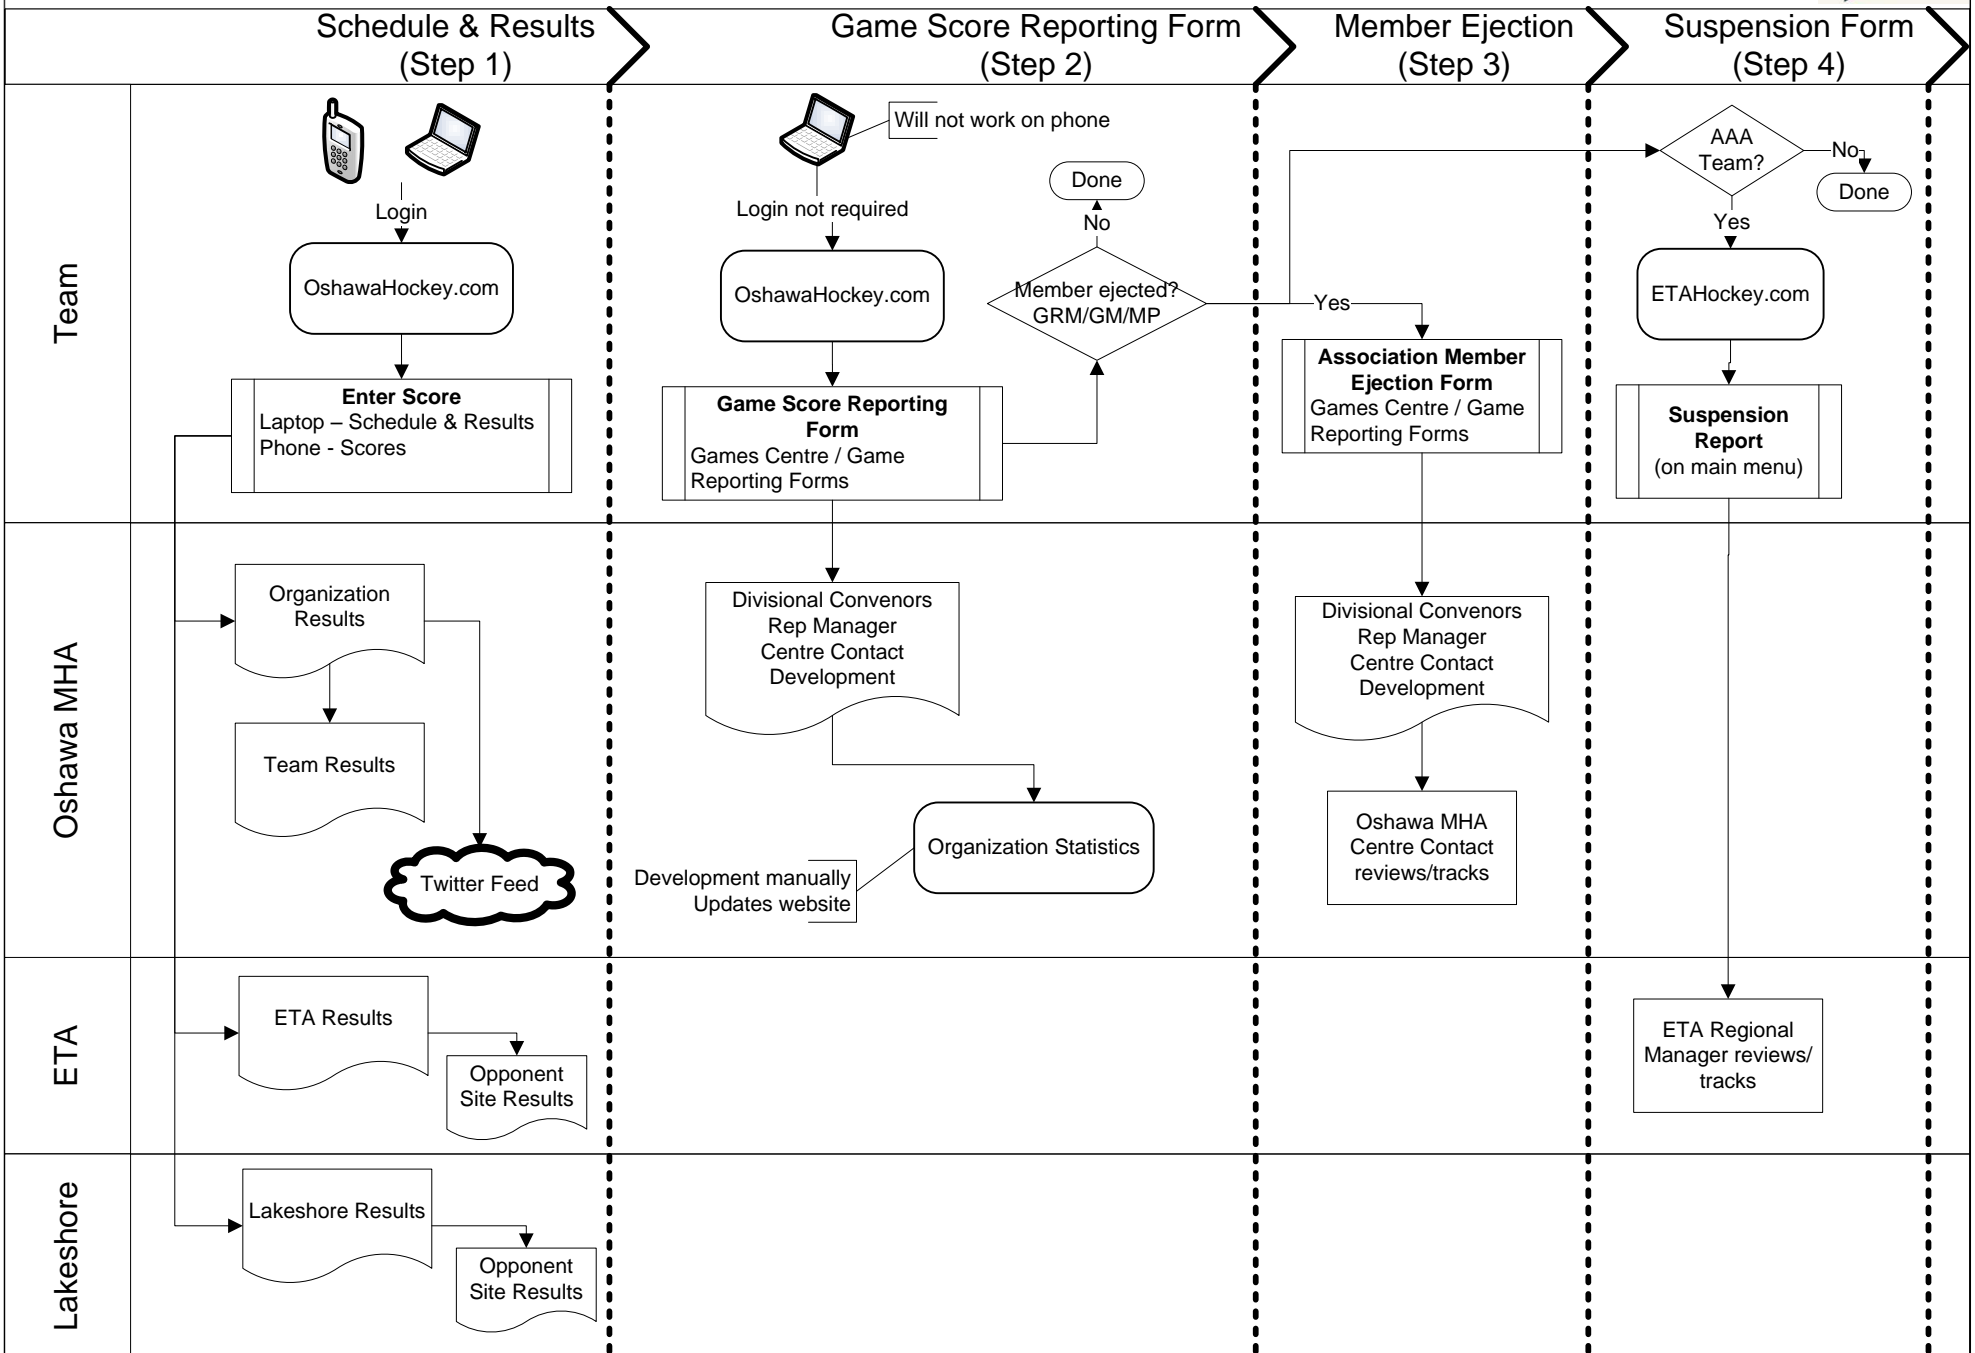 Schedule & Results
(Step 1)
Game Score Reporting Form
(Step 2)
Member Ejection
(Step 3)
Suspension Form
(Step 4)
Team
Login
OshawaHockey.com
Enter Score
Laptop – Schedule & Results
Phone - Scores
Will not work on phone
Login not required
OshawaHockey.com
Game Score Reporting
Form
Games Centre / Game
Reporting Forms
Done
No
Member ejected?
GRM/GM/MP
Yes
Association Member
Ejection Form
Games Centre / Game
Reporting Forms
AAA
Team?
No
Done
Yes
ETAHockey.com
Suspension
Report
(on main menu)
Oshawa MHA
Organization
Results
Team Results
Twitter Feed
Divisional Convenors
Rep Manager
Centre Contact
Development
Organization Statistics
Development manually
Updates website
Divisional Convenors
Rep Manager
Centre Contact
Development
Oshawa MHA
Centre Contact
reviews/tracks
ETA
ETA Results
Opponent
Site Results
ETA Regional
Manager reviews/
tracks
Lakeshore
Lakeshore Results
Opponent
Site Results